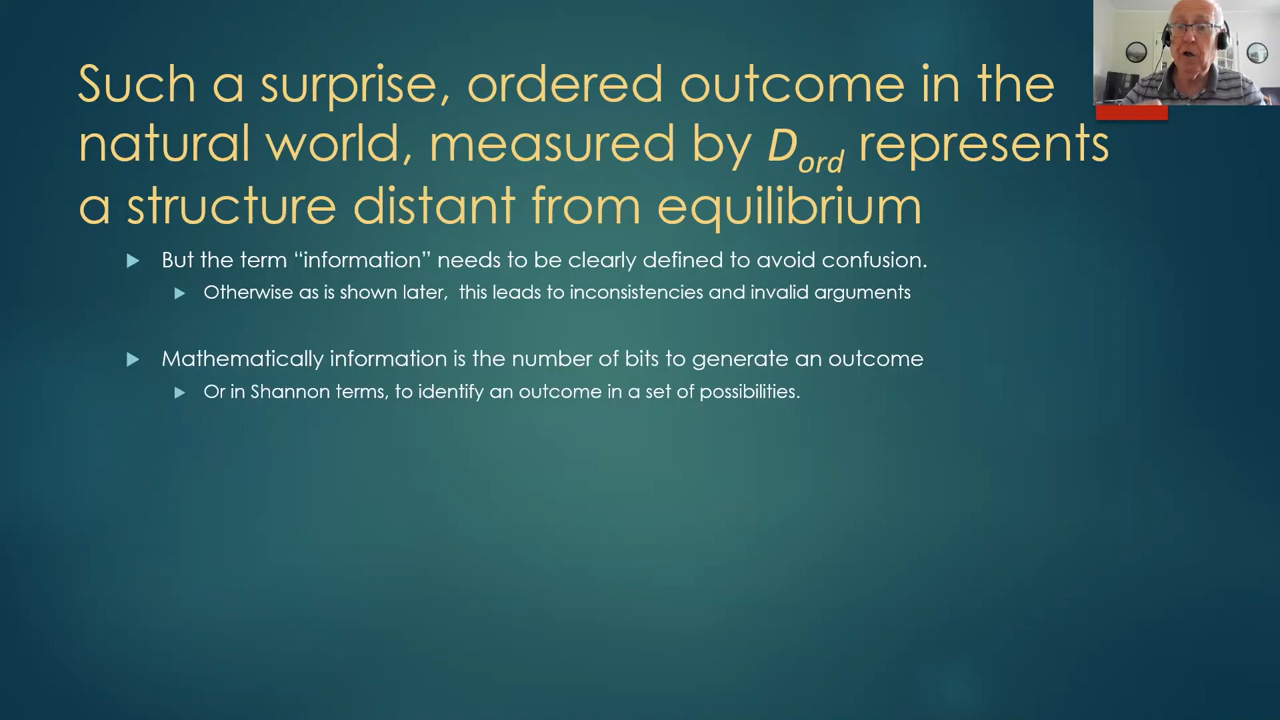 Such a surprise, ordered outcome in the
natural world, measured by Dord represents
a structure distant from equilibrium
But the term “information” needs to be clearly defined to avoid confusion.
Otherwise as is shown later, this leads to inconsistencies and invalid arguments
Mathematically information is the number of bits to generate an outcome
Or in Shannon terms, to identify an outcome in a set of possibilities.